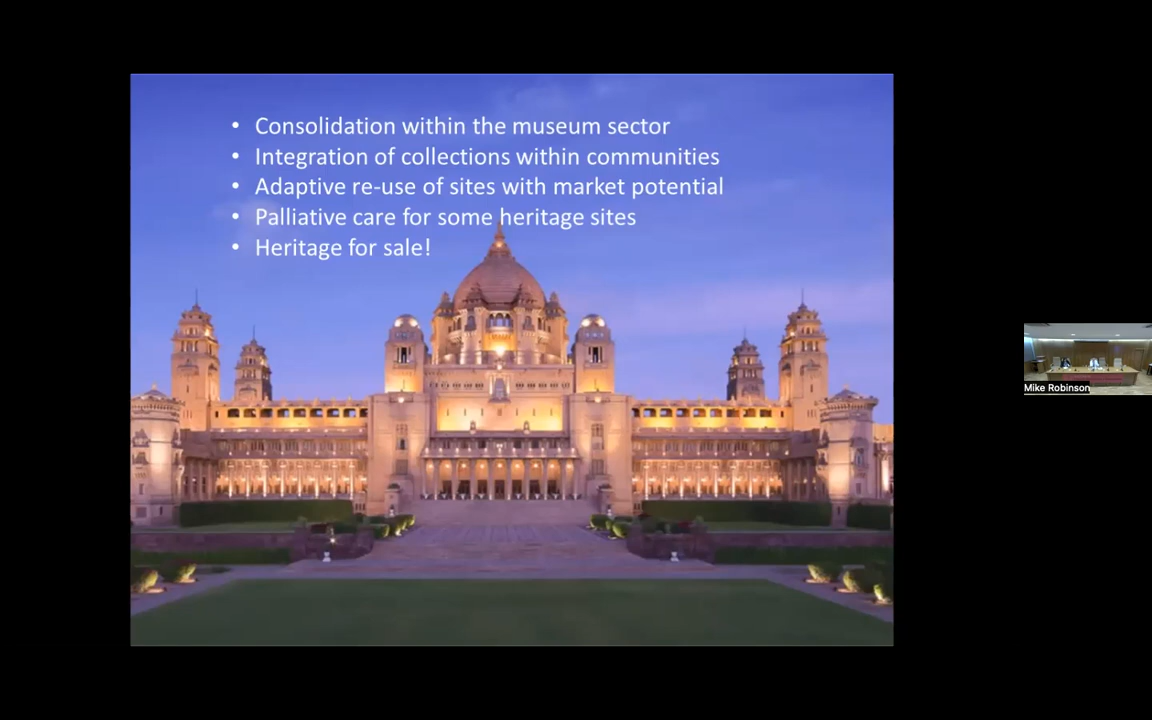 • Consolidation within the museum sector
• Integration of collections within communities
• Adaptive re-use of sites with market potential
• Palliative care for some heritage sites
• Heritage for sale!
Mike Robinson